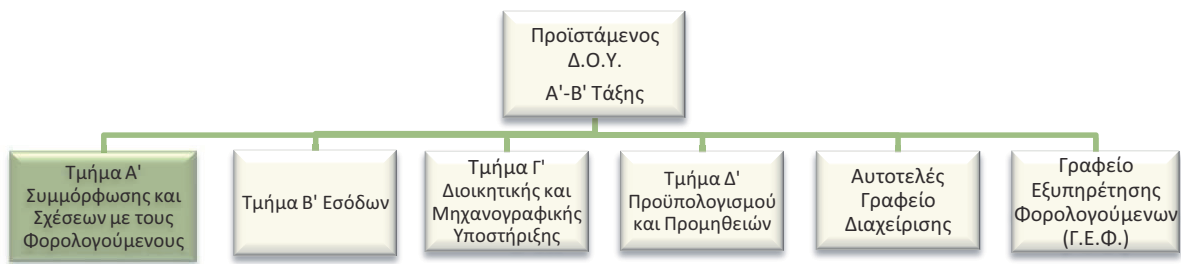 Προϊστάμενος
Δ.Ο.Υ.
Α'-Β' Τάξης
Τμήμα Α'
Συμμόρφωσης και
Σχέσεων με τους
Φορολογούμενους
Τμήμα Β' Εσόδων
Τμήμα Γ'
Διοικητικής και
Μηχανογραφικής
Υποστήριξης
Τμήμα Δ'
Προϋπολογισμού
και Προμηθειών
Αυτοτελές
Γραφείο
Διαχείρισης
Γραφείο
Εξυπηρέτησης
Φορολογούμενων
(Γ.Ε.Φ.)